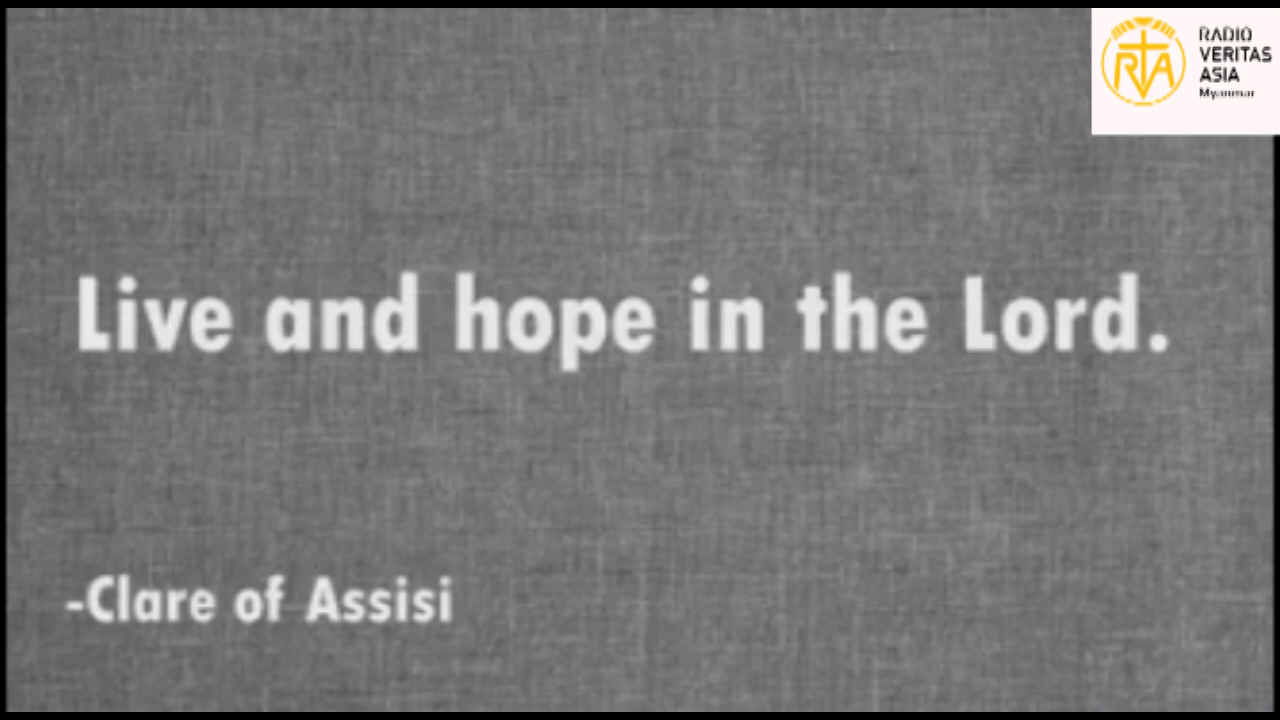 RADIO
VERITAS
ASIA
Myanmar
Live and hope in the Lord.
-Clare of Assisi